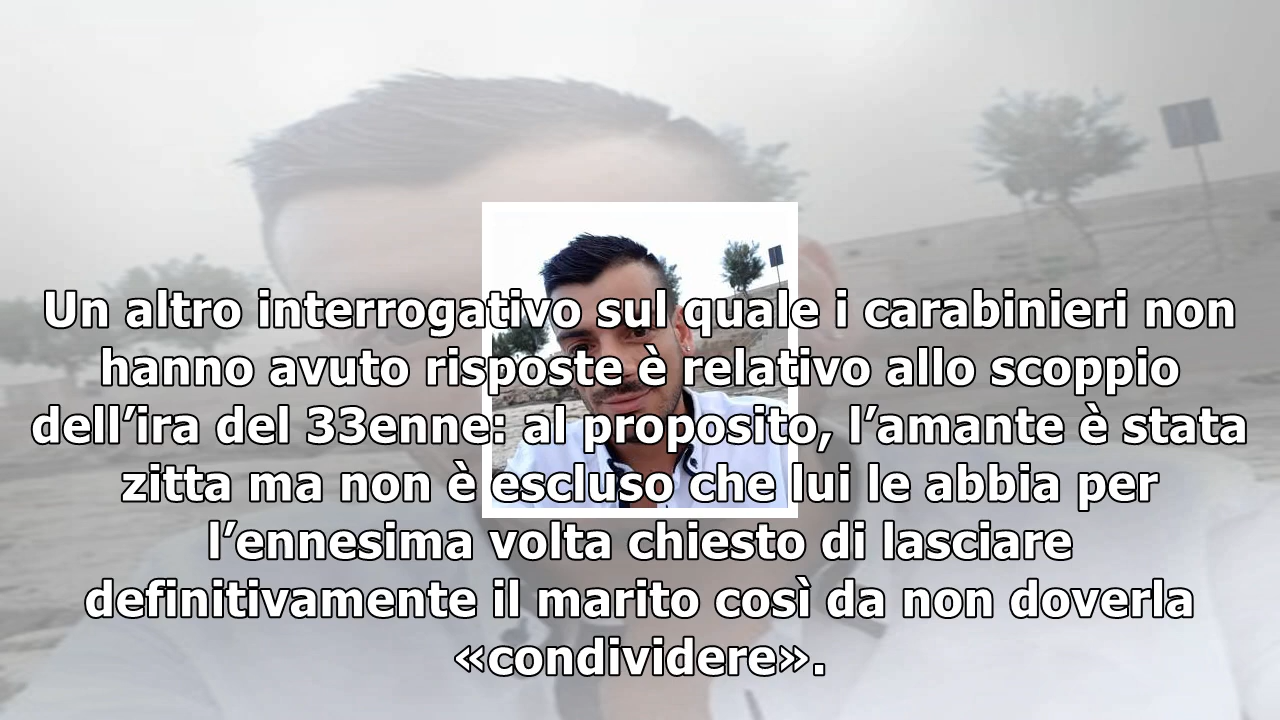 Un altro interrogativo sul quale i carabinieri non
hanno avuto risposte è relativo allo scoppio
dell’ira del 33enne: al proposito, l’amante è stata
zitta ma non è escluso che lui le abbia per
l’ennesima volta chiesto di lasciare
definitivamente il marito così da non doverla
«condividere».